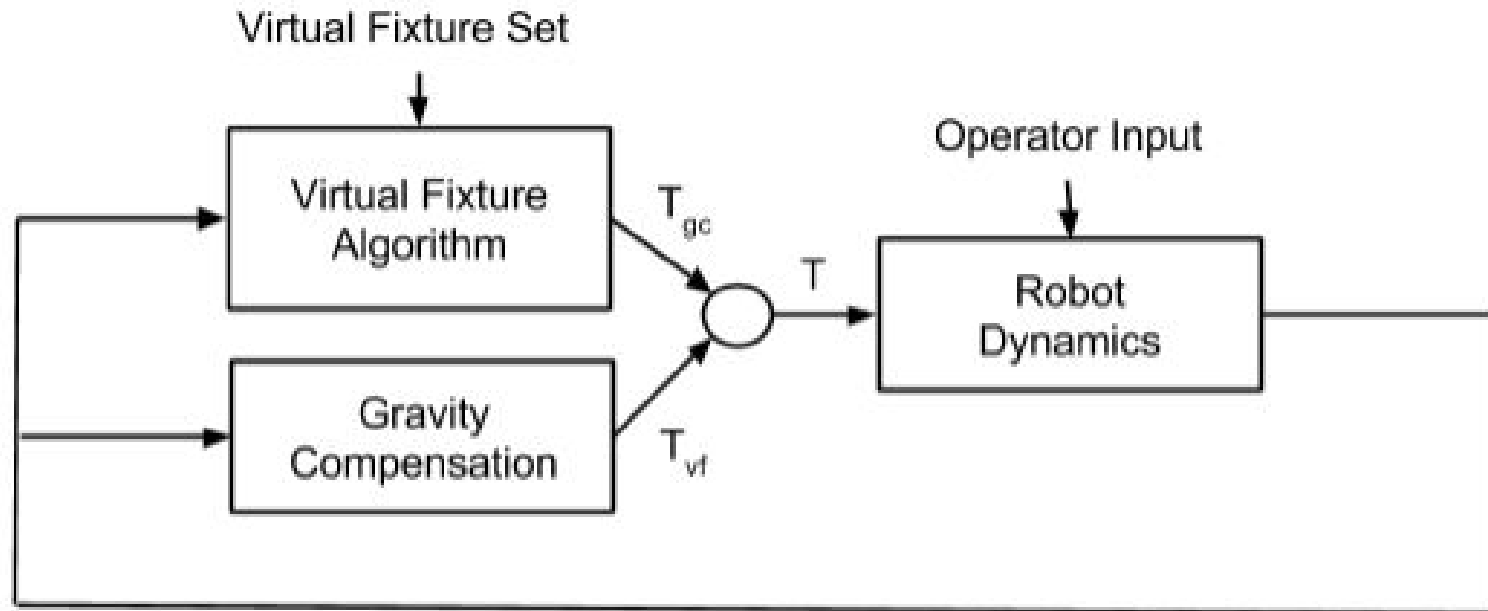 Virtual Fixture Set
Operator Input
Virtual Fixture
Algorithm
T_gc
T
Robot
Dynamics
Gravity
Compensation
T_vf